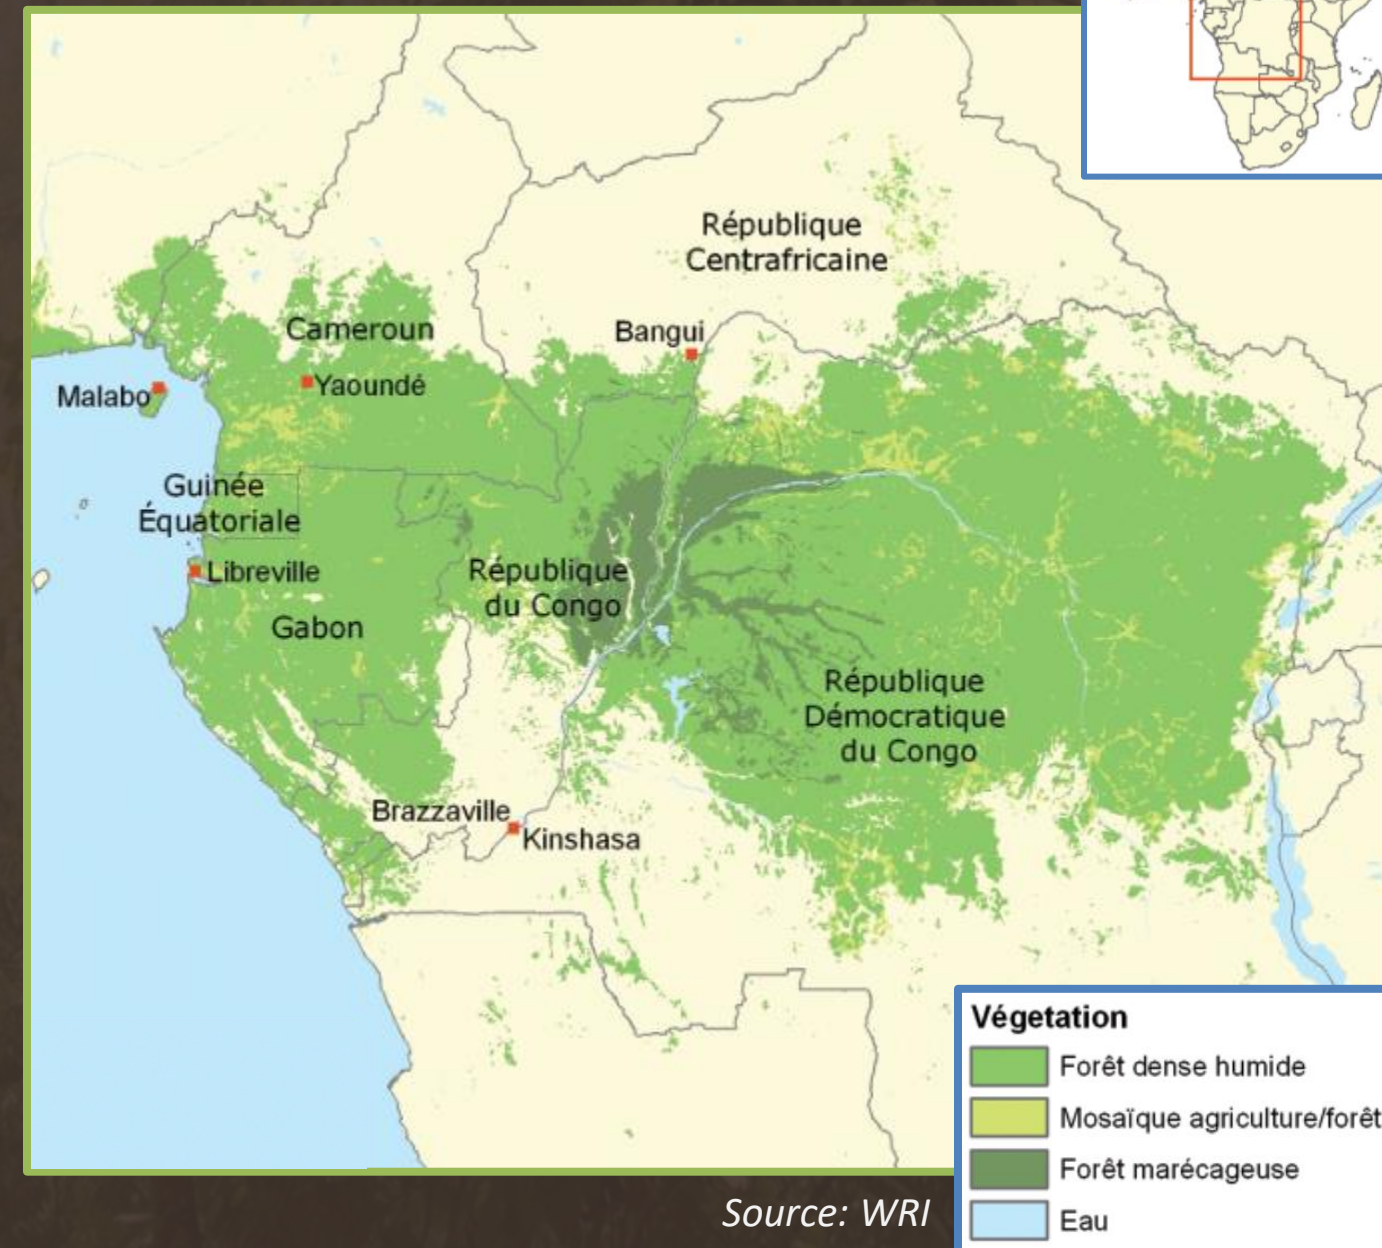 République
Centrafricaine
Cameroun
Bangui
Yaoundé
Malabo
Guinée
Équatoriale
Libreville
République
du Congo
Gabon
République
Démocratique
du Congo
Brazzaville
Kinshasa
Végetation
Forêt dense humide
Mosaïque agriculture/forêt
Forêt marécageuse
Eau
Source: WRI